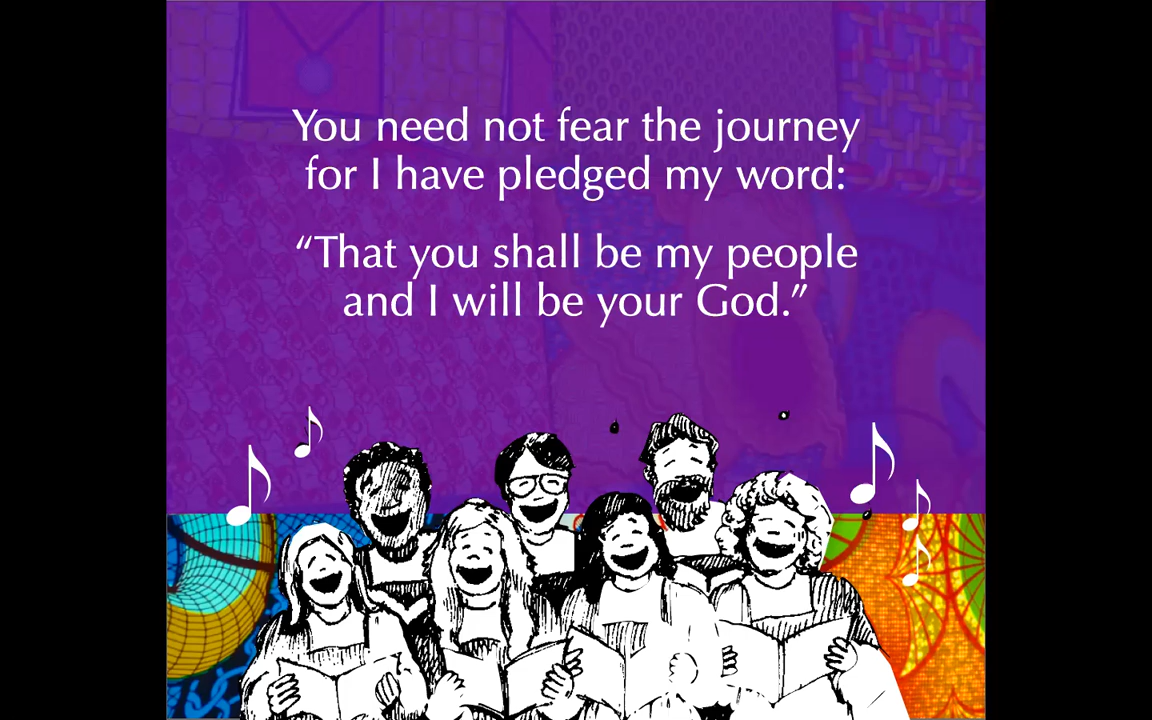 You need not fear the journey
for I have pledged my word:
“That you shall be my people
and I will be your God.”